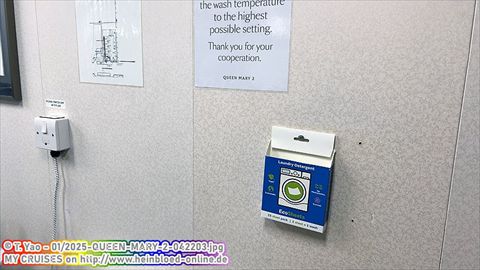 the wash temperature
to the highest
possible setting.
Thank you for your
cooperation.
QUEEN MARY 2
Laundry Detergent
EcoSheets
© T. Yao - 01/2025-QUEEN-MARY-2-042203.jpg
MY CRUISES on http://www.heinbloed-online.de